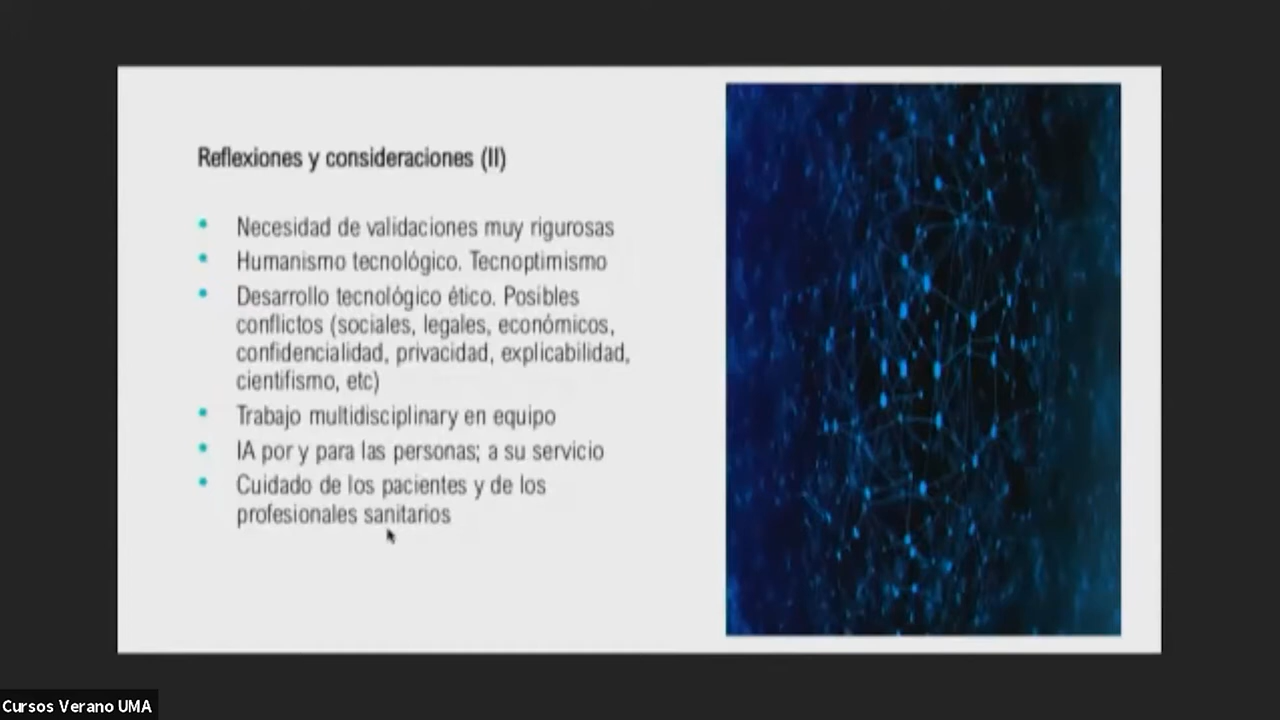 Reflexiones y consideraciones (II)
• Necesidad de validaciones muy rigurosas
• Humanismo tecnológico. Tecnoptimismo
• Desarrollo tecnológico ético. Posibles
conflictos (sociales, legales, económicos,
confidencialidad, privacidad, explicabilidad,
cientifismo, etc)
• Trabajo multidisciplinary en equipo
• IA por y para las personas; a su servicio
• Cuidado de los pacientes y de los
profesionales sanitarios
Cursos Verano UMA